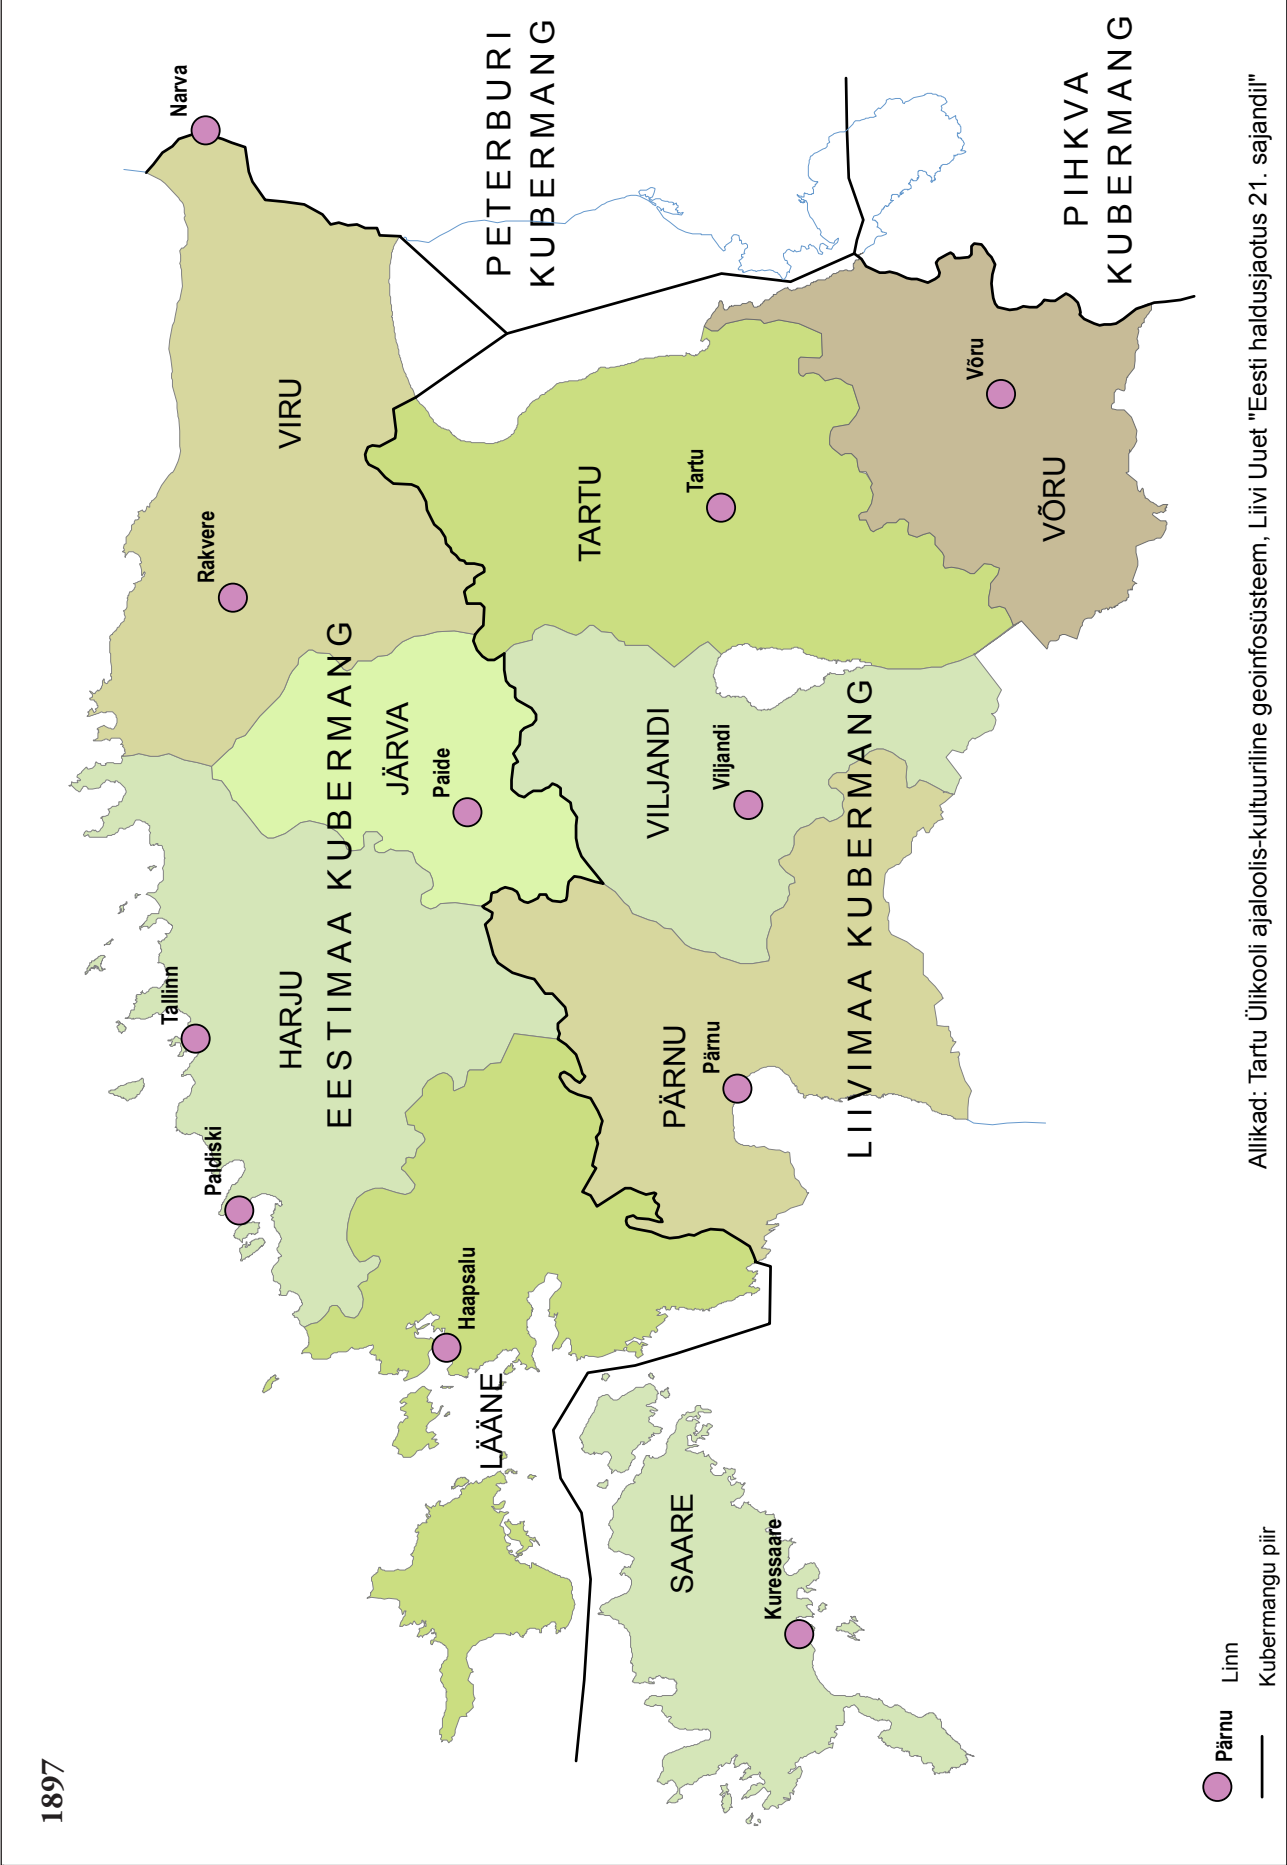 1897
Narva
Rakvere
VIRU
Tallinn
Paldiski
HARJU
EESTIMAA KUBERMANG
JÄRVA
Paide
Haapsalu
LÄÄNE
PETERBURI
KUBERMANG
TARTU
Tartu
VILJANDI
Viljandi
PÄRNU
Pärnu
SAARE
Kuressaare
LIIVIMAA KUBERMANG
Võru
VÕRU
PIHKVA
KUBERMANG
Pärnu Linn
Kubermangu piir
Allikad: Tartu Ülikooli ajaloolis-kultuuriline geoinfosüsteem, Liivi Uuet "Eesti haldusjaotus 21. sajandil"